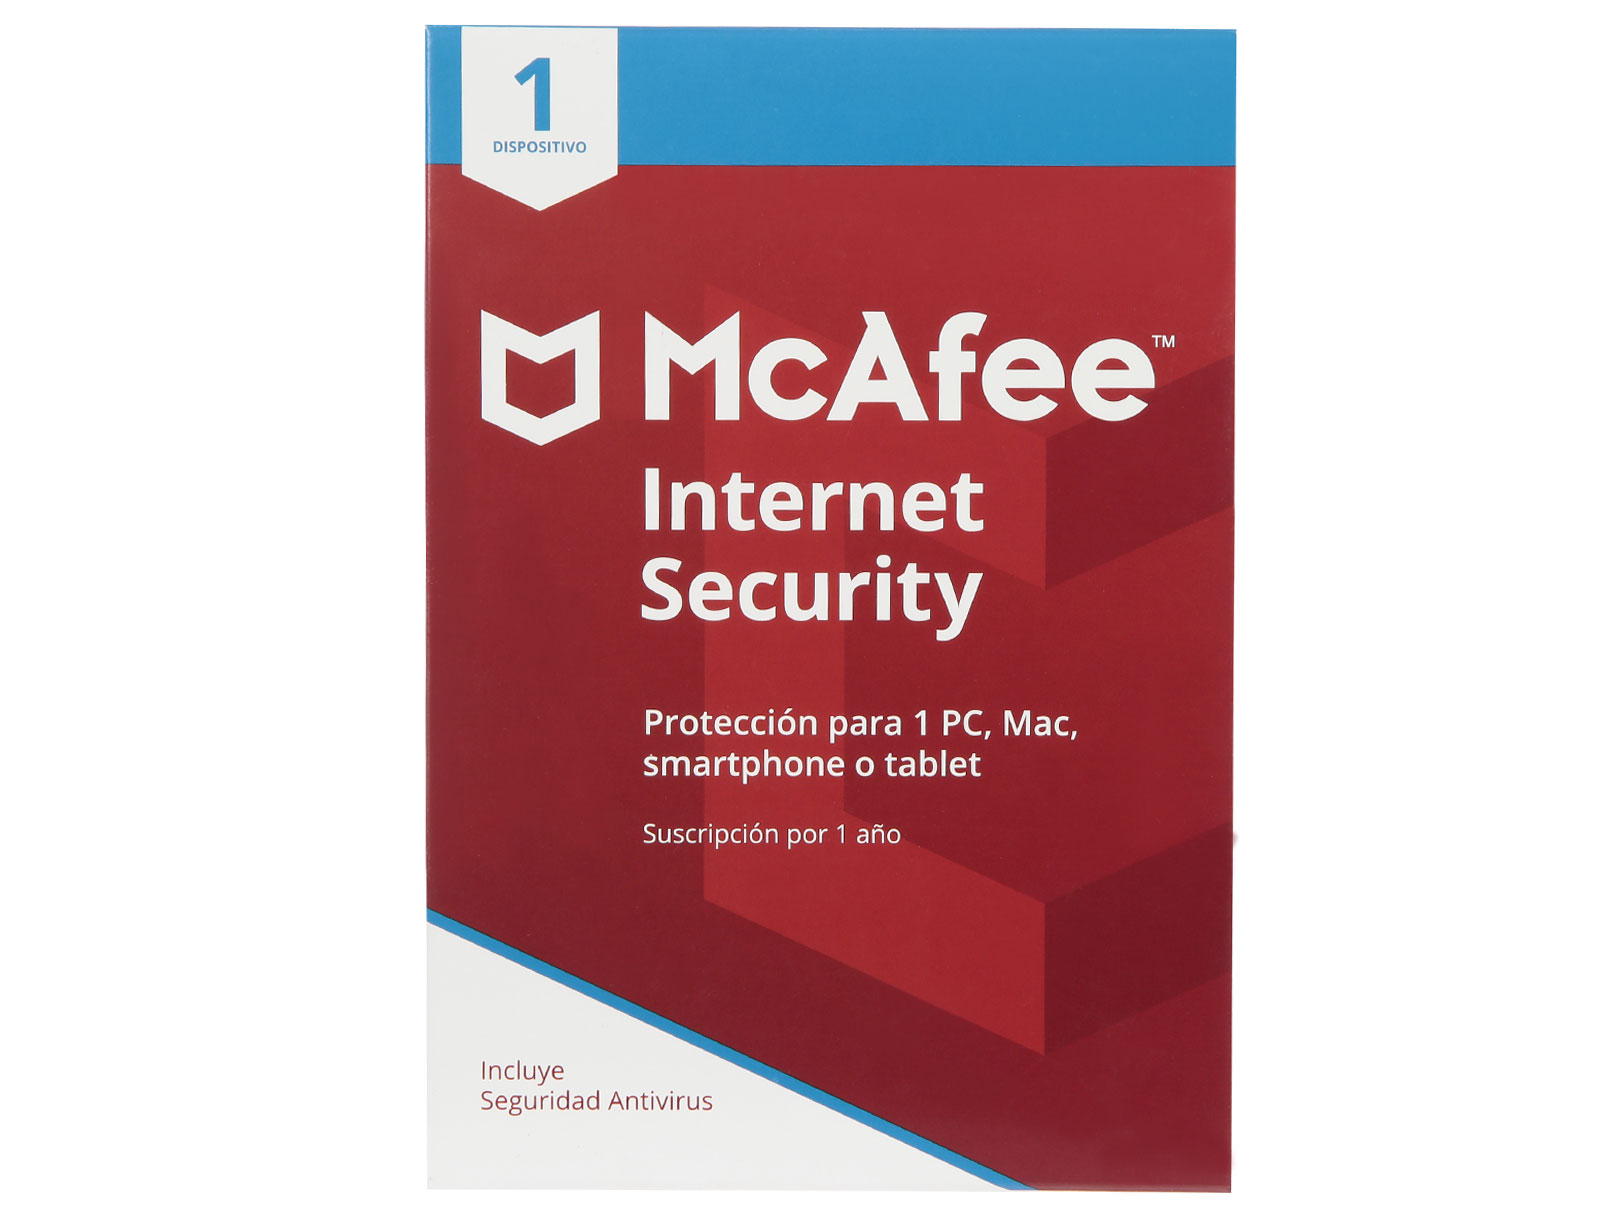 1
DISPOSITIVO
McAfee™
Internet
Security
Protección para 1 PC, Mac,
smartphone o tablet
Suscripción por 1 año
Incluye
Seguridad Antivirus